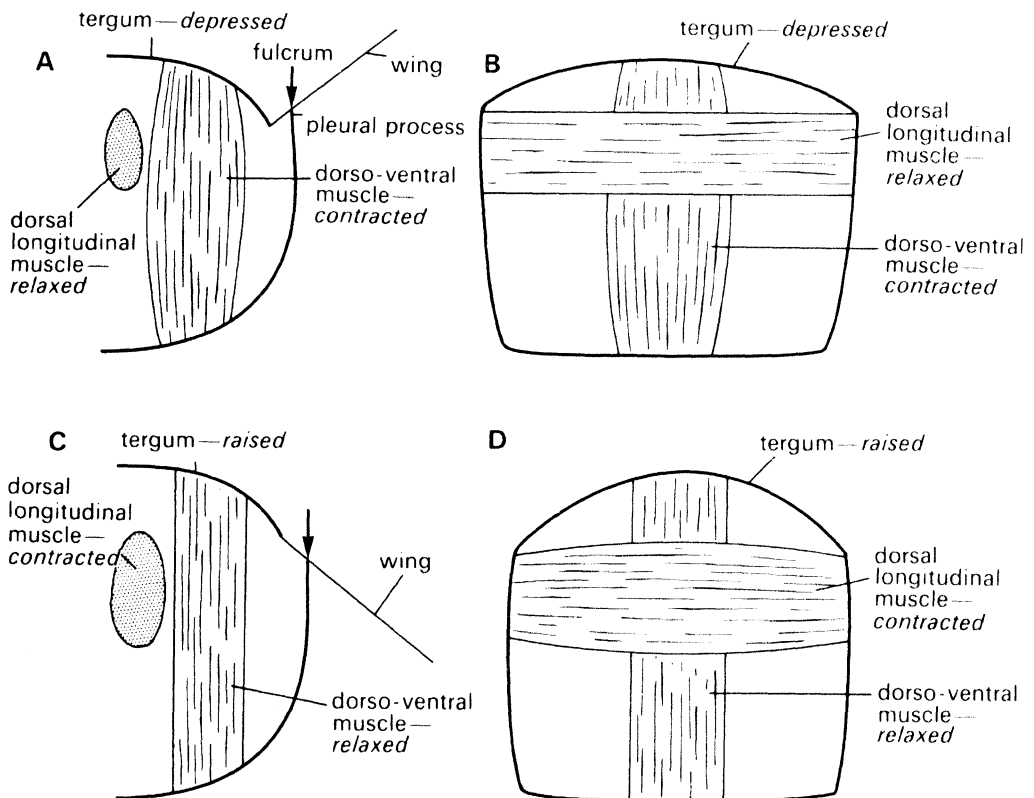 A
tergum—depressed
fulcrum
wing
pleural process
dorso-ventral
muscle—
contracted
dorsal
longitudinal
muscle—
relaxed
B
tergum—depressed
dorsal
longitudinal
muscle—
relaxed
dorso-ventral
muscle—
contracted
C
tergum—raised
dorsal
longitudinal
muscle—
contracted
wing
dorso-ventral
muscle—
relaxed
D
tergum—raised
dorsal
longitudinal
muscle—
contracted
dorso-ventral
muscle—
relaxed